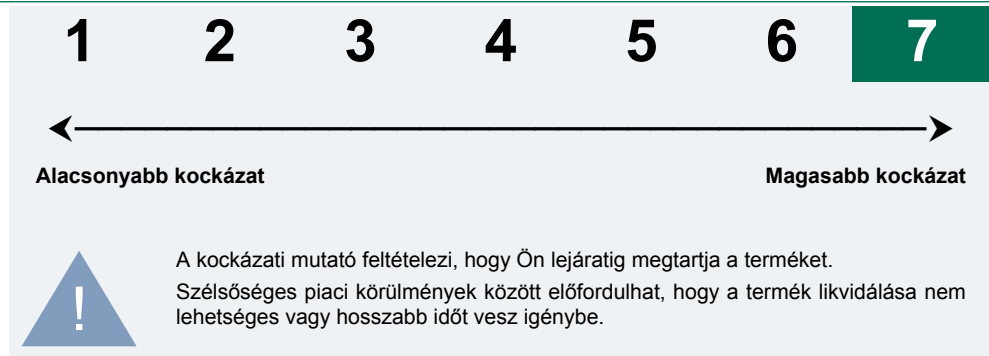 1 2 3 4 5 6 7
Alacsonyabb kockázat Magasabb kockázat
A kockázati mutató feltételezi, hogy Ön lejáratig megtartja a terméket.
Szélsőséges piaci körülmények között előfordulhat, hogy a termék likvidálása nem
lehetséges vagy hosszabb időt vesz igénybe.
!